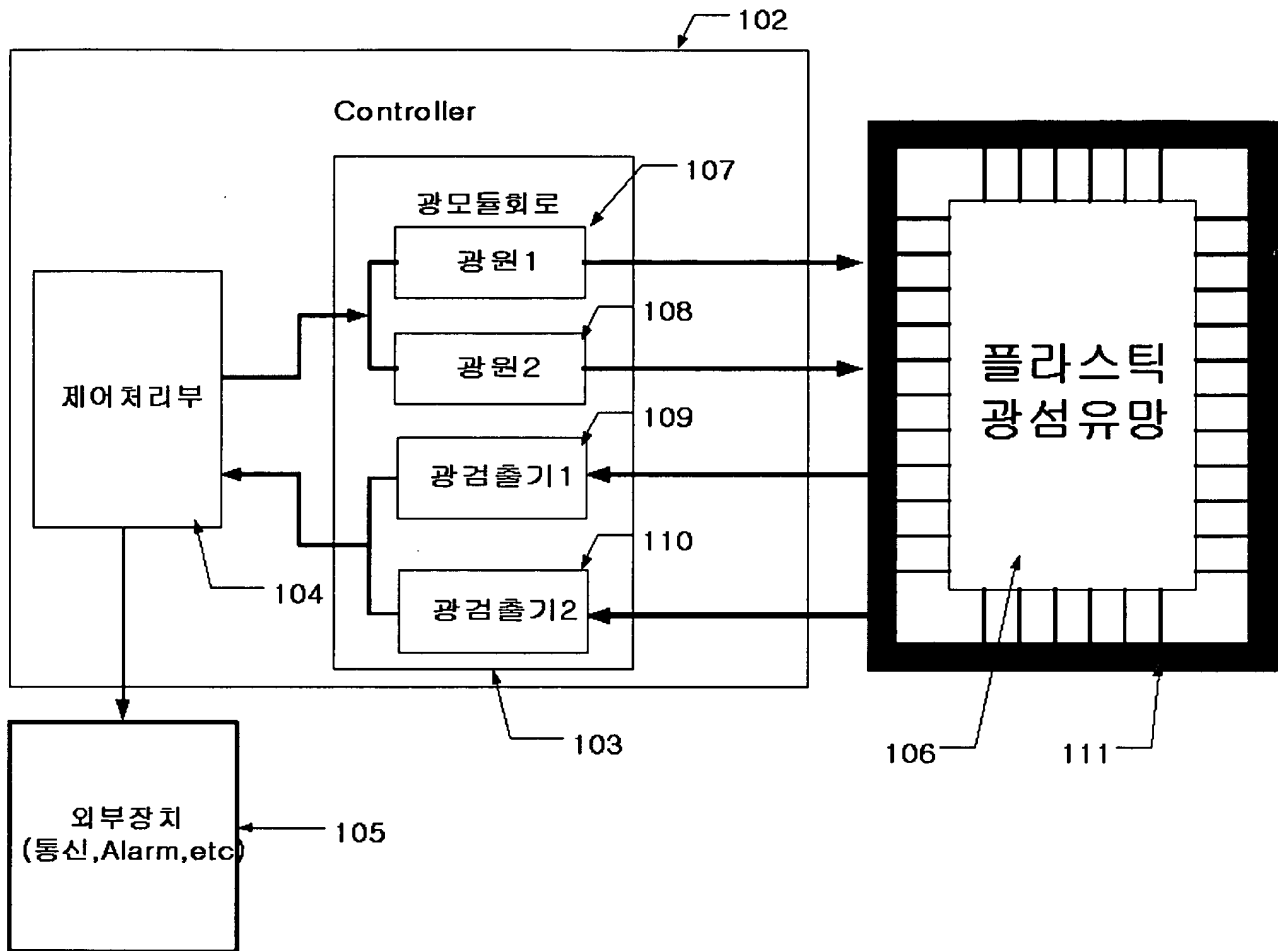 102
Controller
107
광모듈회로
광원1
108
광원2
제어처리부
109
광검출기1
110
광검출기2
104
103
플라스틱
광섬유망
106
111
외부장치
(통신,Alarm,etc)
105